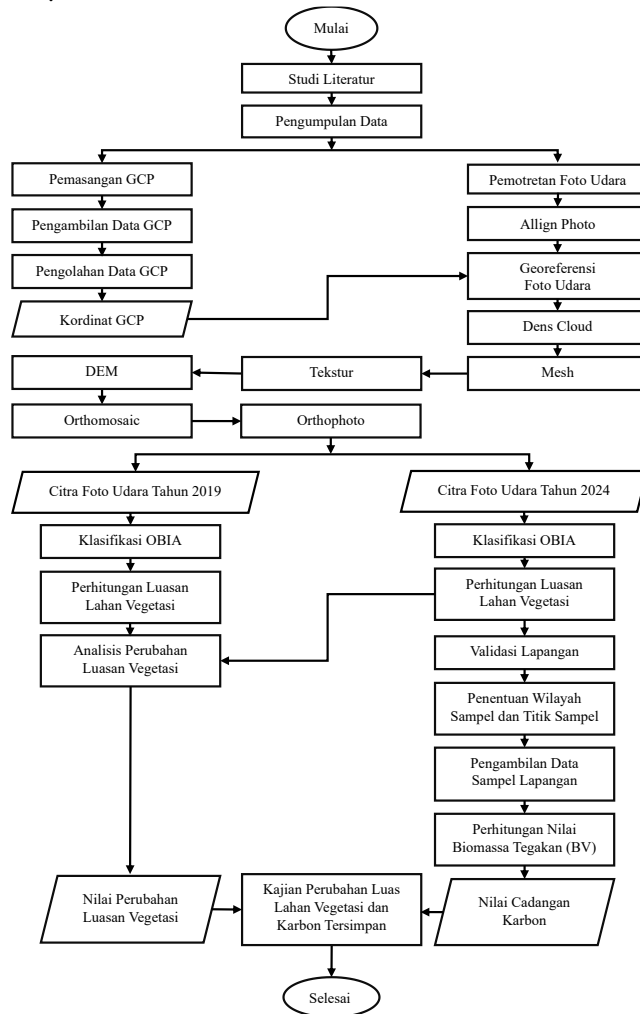 Mulai
Studi Literatur
Pengumpulan Data
Pemasangan GCP
Pemotretan Foto Udara
Pengambilan Data GCP
Allign Photo
Pengolahan Data GCP
Georeferensi
Foto Udara
Kordinat GCP
Dens Cloud
DEM
Tekstur
Mesh
Orthomosaic
Orthophoto
Citra Foto Udara Tahun 2019
Citra Foto Udara Tahun 2024
Klasifikasi OBIA
Klasifikasi OBIA
Perhitungan Luasan
Lahan Vegetasi
Perhitungan Luasan
Lahan Vegetasi
Analisis Perubahan
Luasan Vegetasi
Validasi Lapangan
Penentuan Wilayah
Sampel dan Titik Sampel
Pengambilan Data
Sampel Lapangan
Perhitungan Nilai
Biomassa Tegakan (BV)
Nilai Perubahan
Luasan Vegetasi
Kajian Perubahan Luas
Lahan Vegetasi dan
Karbon Tersimpan
Nilai Cadangan
Karbon
Selesai